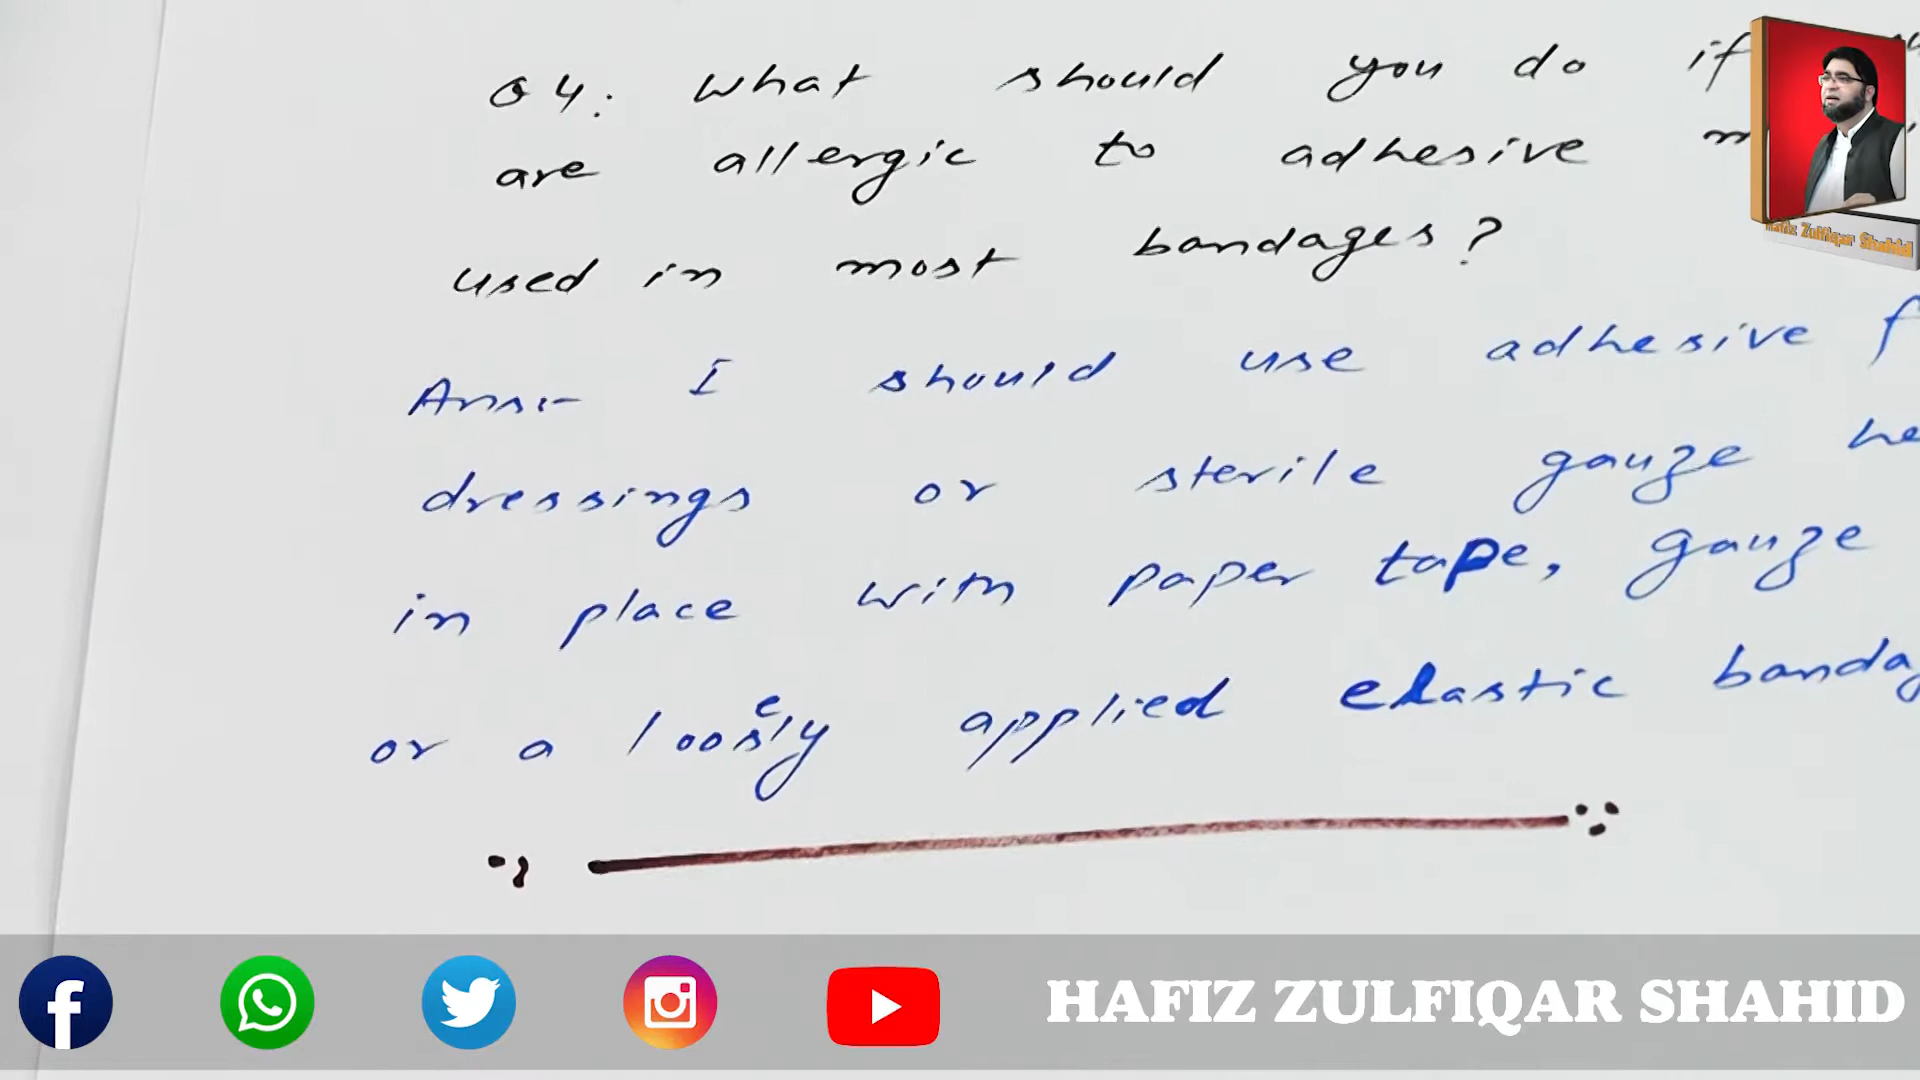 Q4: What should you do if
are allergic to adhesive
used in most bandages?
Ans:- I should use adhesive
dressings or sterile gauze
in place with paper tape, gauze
or a loosely applied elastic
Hafiz Zulfiqar Shahid
HAFIZ ZULFIQAR SHAHID